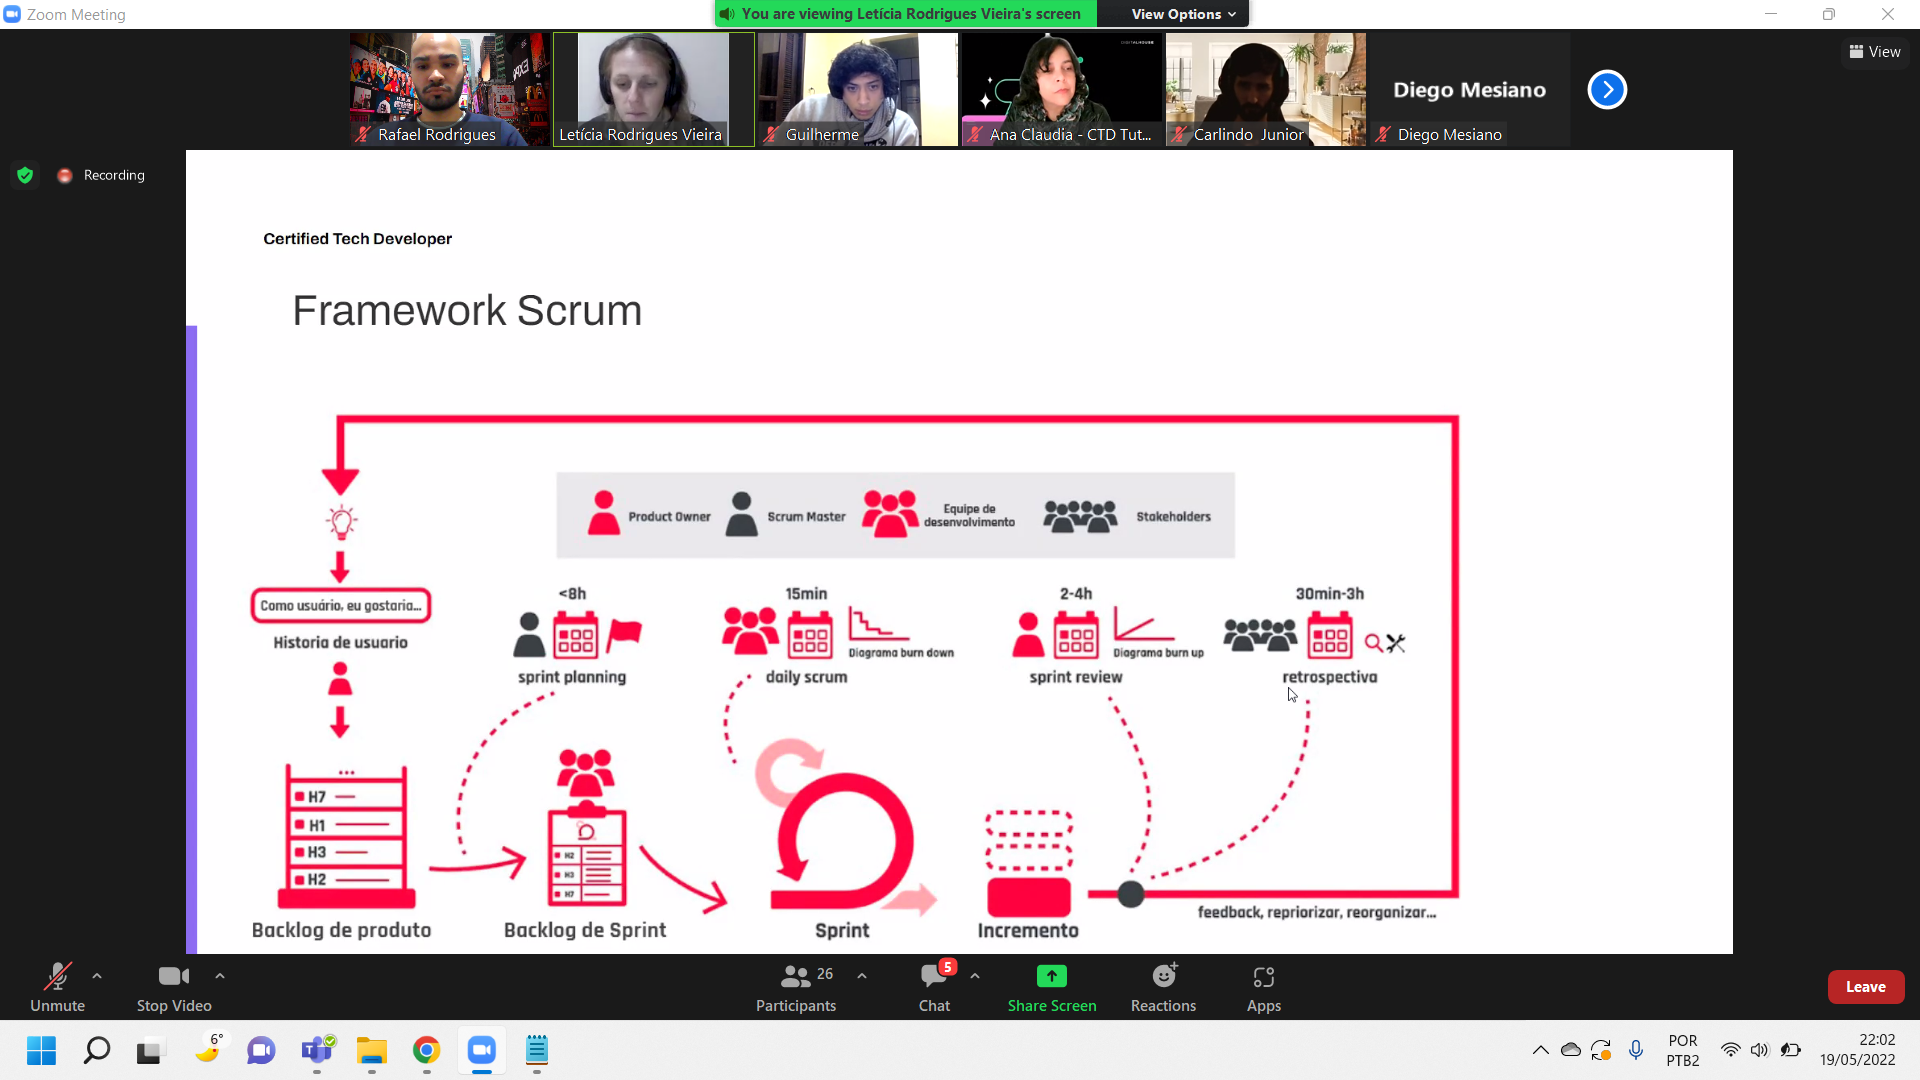 Zoom Meeting
You are viewing Letícia Rodrigues Vieira's screen
View Options
View
Rafael Rodrigues
Letícia Rodrigues Vieira
Guilherme
Ana Claudia - CTD Tut...
Carlindo Junior
Diego Mesiano
Diego Mesiano
Recording
Certified Tech Developer
Framework Scrum
Product Owner
Scrum Master
Equipe de
desenvolvimento
Stakeholders
Como usuário, eu gostaria...
Historia de usuario
<8h
sprint planning
15min
Diagrama burn down
daily scrum
2-4h
Diagrama burn up
sprint review
30min-3h
retrospectiva
...
H7
H1
H3
H2
Backlog de produto
H2
H3
H7
Backlog de Sprint
Sprint
Incremento
feedback, repriorizar, reorganizar...
Unmute
Stop Video
Participants
26
Chat
5
Share Screen
Reactions
Apps
Leave
6°
POR
PTB2
22:02
19/05/2022